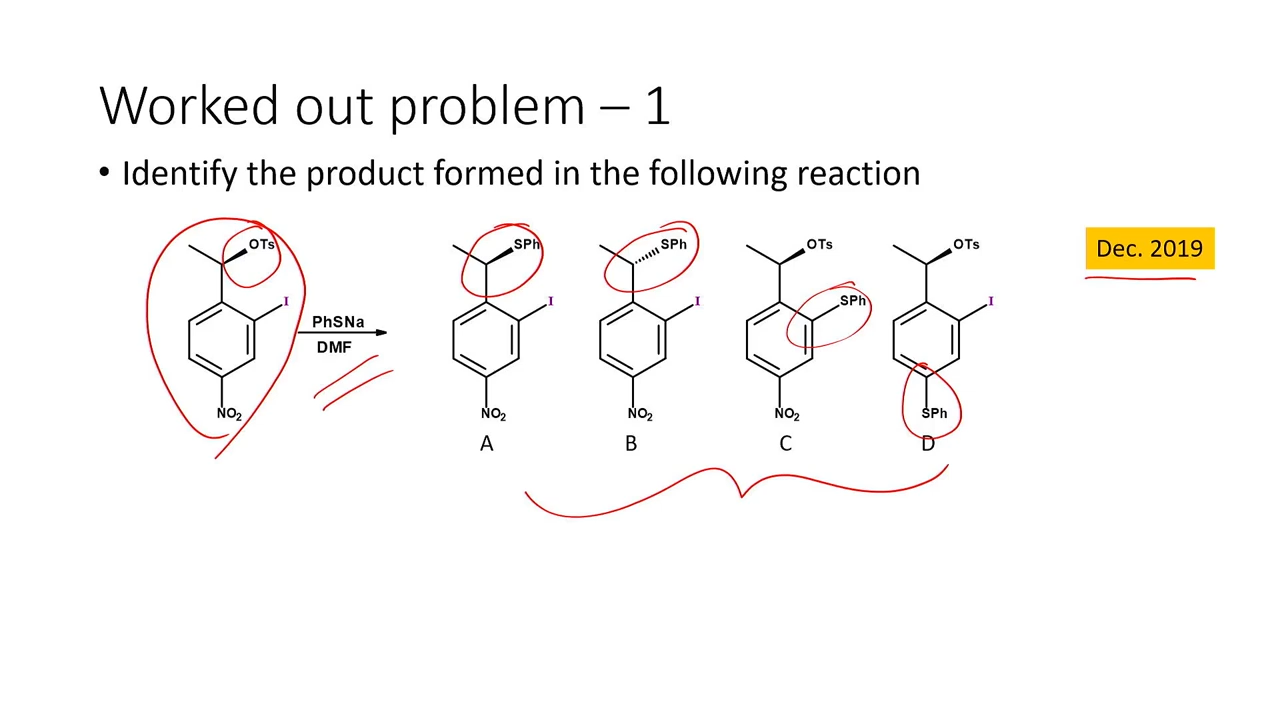 Worked out problem – 1
• Identify the product formed in the following reaction
Dec. 2019
OTs
I
NO2
PhSNa
DMF
SPh
I
NO2
A
SPh
I
NO2
B
OTs
SPh
NO2
C
OTs
I
SPh
D